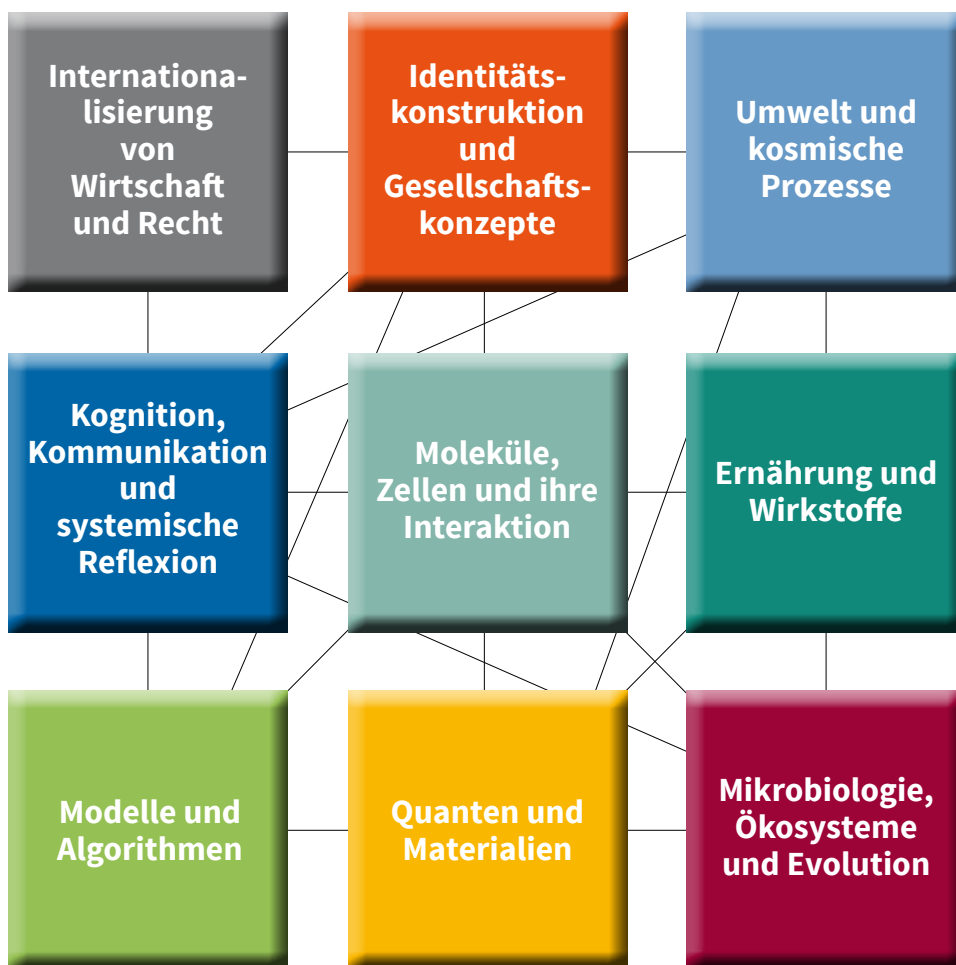 Internationa-
lisierung
von
Wirtschaft
und Recht
Identitäts-
konstruktion
und
Gesellschafts-
konzepte
Umwelt und
kosmische
Prozesse
Kognition,
Kommunikation
und
systemische
Reflexion
Moleküle,
Zellen und ihre
Interaktion
Ernährung und
Wirkstoffe
Modelle und
Algorithmen
Quanten und
Materialien
Mikrobiologie,
Ökosysteme
und Evolution